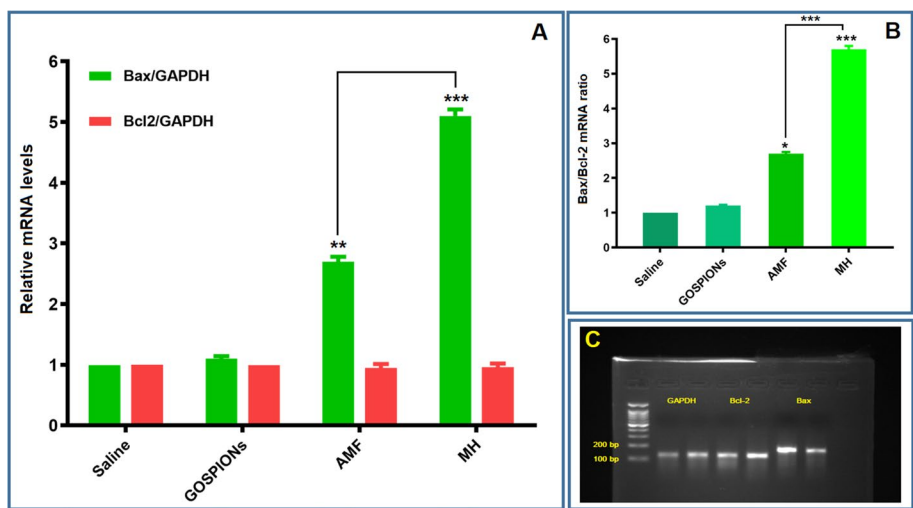 A
Bax/GAPDH
Bcl2/GAPDH
Relative mRNA levels
6
5
4
3
2
1
0
**
***
Saline
GOSPIONs
AMF
MH
B
Bax/Bcl-2 mRNA ratio
6
5
4
3
2
1
0
***
*
***
Saline
GOSPIONs
AMF
MH
C
GAPDH Bcl-2 Bax
200 bp
100 bp